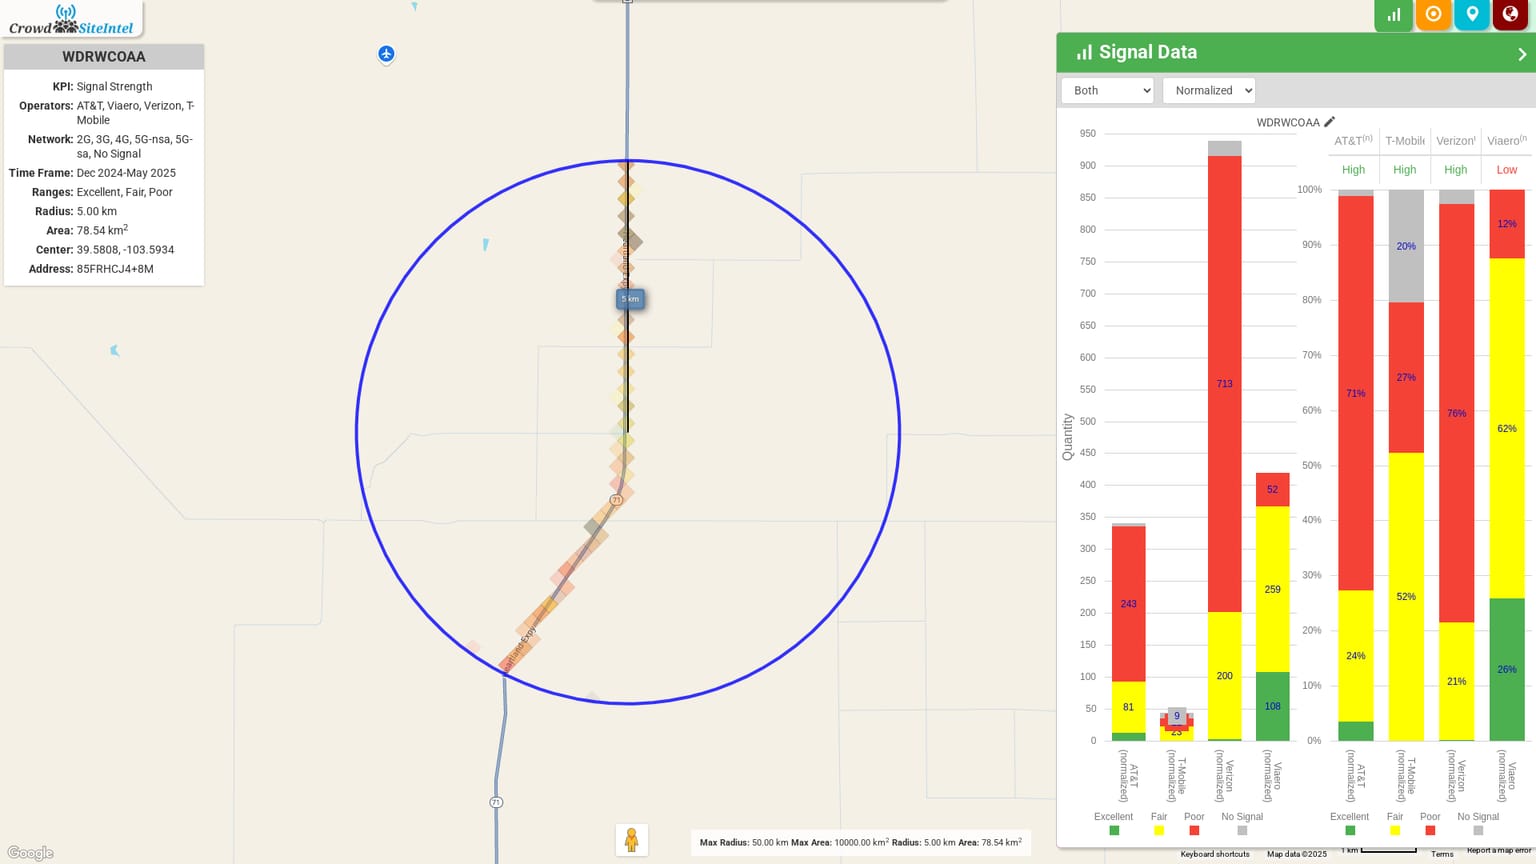 Crowd SiteIntel
WDRWCOAA
KPI: Signal Strength
Operators: AT&T, Viaero, Verizon, T-
Mobile
Network: 2G, 3G, 4G, 5G-nsa, 5G-
sa, No Signal
Time Frame: Dec 2024-May 2025
Ranges: Excellent, Fair, Poor
Radius: 5.00 km
Area: 78.54 km2
Center: 39.5808, -103.5934
Address: 85FRHCJ4+8M
5 km
71
eartland Expy
71
Google
Max Radius: 50.00 km Max Area: 10000.00 km2 Radius: 5.00 km Area: 78.54 km2
Signal Data
Both
Normalized
WDRWCOAA
AT&T(n) T-Mobile Verizon Viaero(n
High High High Low
Quantity
950
900
850
800
750
700
650
600
550
500
450
400
350
300
250
200
150
100
50
0
243
81
9
23
713
200
52
259
108
AT&T (normalized)
T-Mobile (normalized)
Verizon (normalized)
Viaero (normalized)
Excellent Fair Poor No Signal
100%
90%
80%
70%
60%
50%
40%
30%
20%
10%
0%
71%
24%
20%
27%
52%
76%
21%
12%
62%
26%
AT&T (normalized)
T-Mobile (normalized)
Verizon (normalized)
Viaero (normalized)
Excellent Fair Poor No Signal
Keyboard shortcuts Map data ©2025 1 km Terms Report a map error